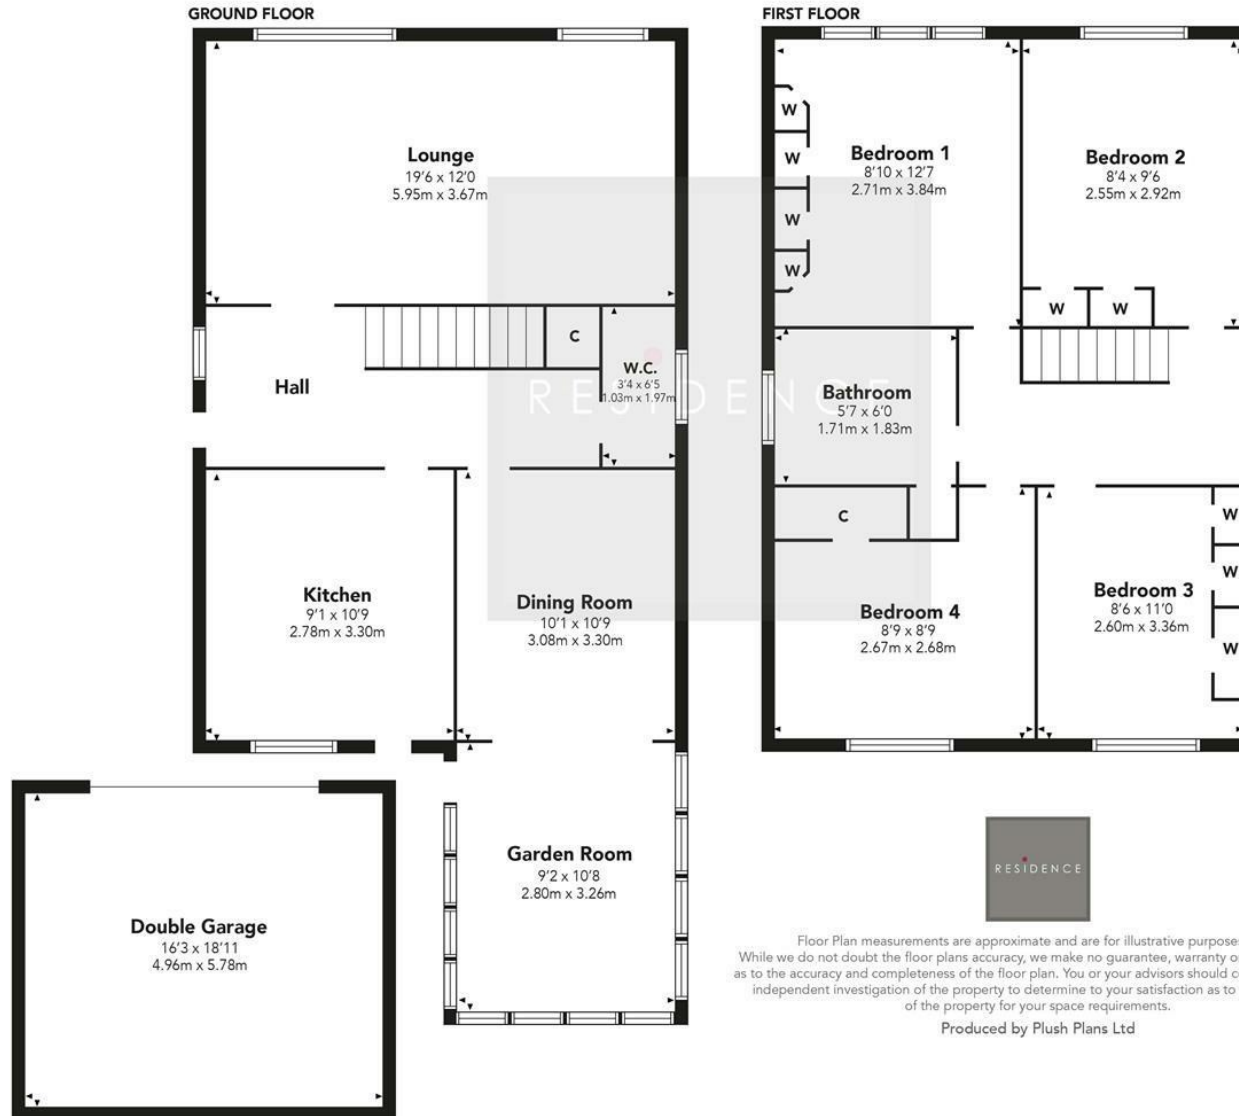 GROUND FLOOR
Lounge
19'6 x 12'0
5.95m x 3.67m
C
W.C.
3'4 x 6'5
1.03m x 1.97m
Hall
RESIDENCE
Kitchen
9'1 x 10'9
2.78m x 3.30m
Dining Room
10'1 x 10'9
3.08m x 3.30m
Garden Room
9'2 x 10'8
2.80m x 3.26m
Double Garage
16'3 x 18'11
4.96m x 5.78m
FIRST FLOOR
W
W
W
W
Bedroom 1
8'10 x 12'7
2.71m x 3.84m
Bedroom 2
8'4 x 9'6
2.55m x 2.92m
W
W
Bathroom
5'7 x 6'0
1.71m x 1.83m
C
Bedroom 4
8'9 x 8'9
2.67m x 2.68m
Bedroom 3
8'6 x 11'0
2.60m x 3.36m
W
W
W
RESIDENCE
Floor Plan measurements are approximate and are for illustrative purposes
While we do not doubt the floor plans accuracy, we make no guarantee, warranty or
as to the accuracy and completeness of the floor plan. You or your advisors should
independent investigation of the property to determine to your satisfaction as to
of the property for your space requirements.
Produced by Plush Plans Ltd